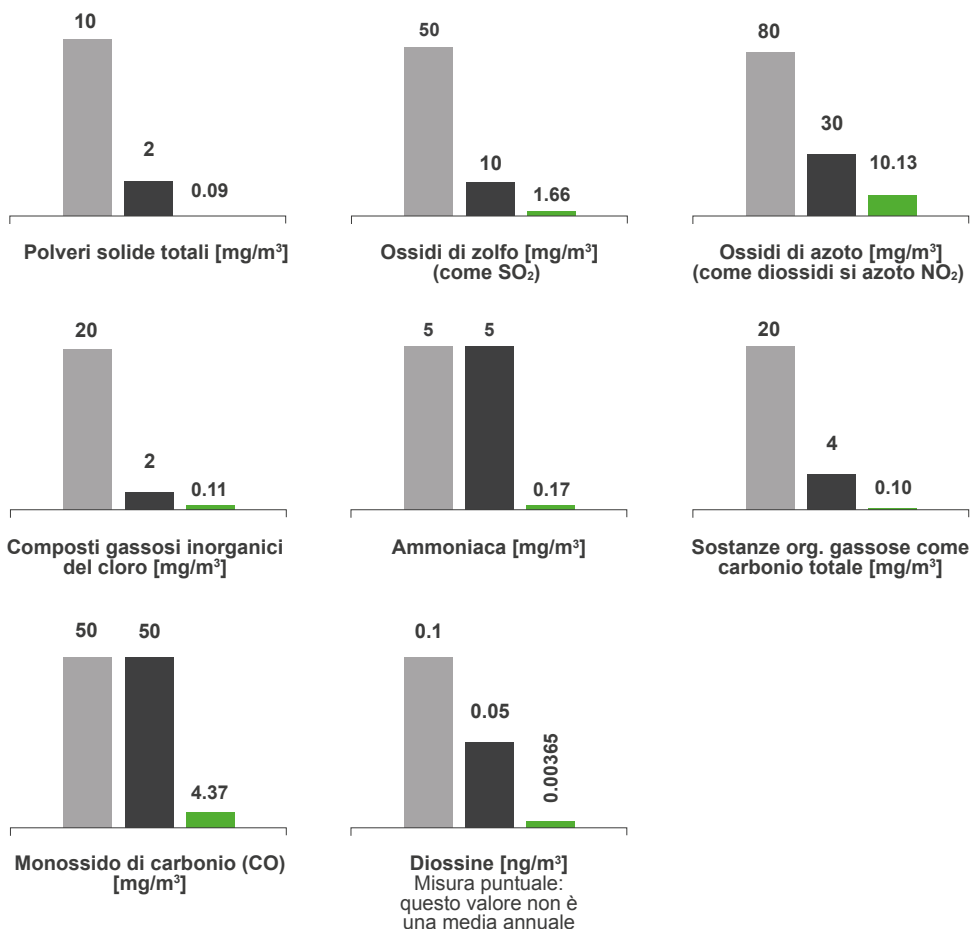 10
2
0.09
Polveri solide totali [mg/m³]
50
10
1.66
Ossidi di zolfo [mg/m³]
(come SO₂)
80
30
10.13
Ossidi di azoto [mg/m³]
(come diossidi si azoto NO₂)
20
2
0.11
Composti gassosi inorganici
del cloro [mg/m³]
5
5
0.17
Ammoniaca [mg/m³]
20
4
0.10
Sostanze org. gassose come
carbonio totale [mg/m³]
50
50
4.37
Monossido di carbonio (CO)
[mg/m³]
0.1
0.05
0.00365
Diossine [ng/m³]
Misura puntuale:
questo valore non è
una media annuale